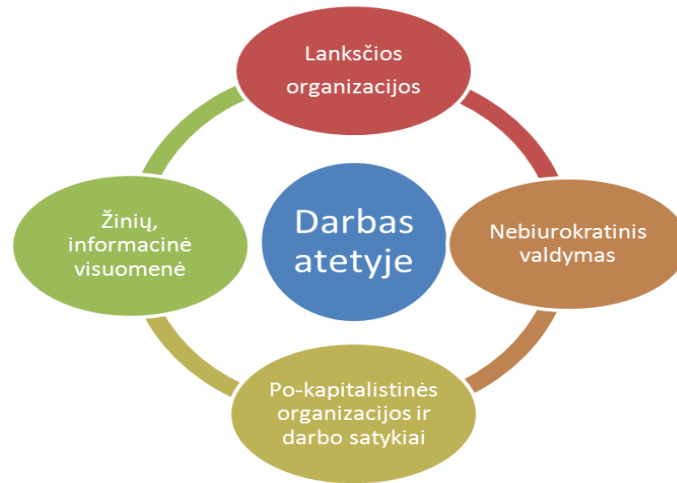 Lanksčios
organizacijos
Žinių,
informacinė
visuomenė
Darbas
atetyje
Nebiurokratinis
valdymas
Po-kapitalistinės
organizacijos ir
darbo satykiai